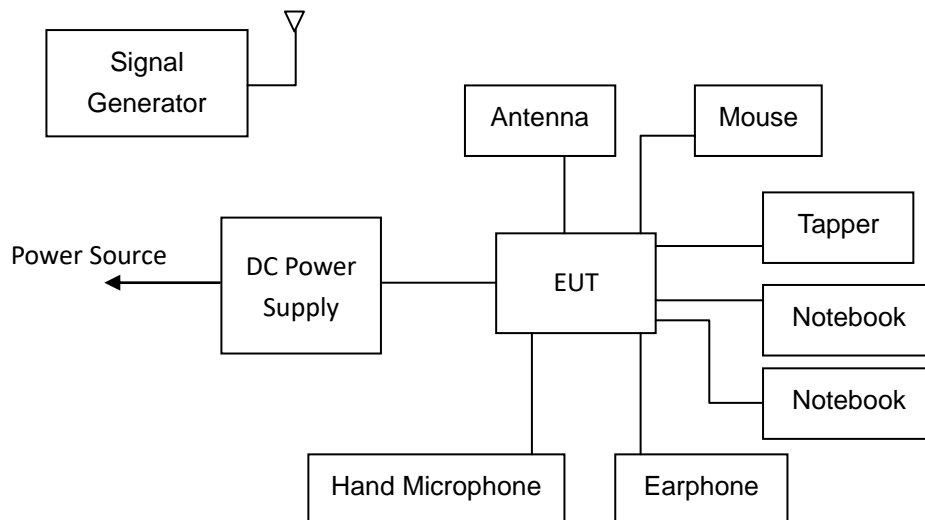 Signal
Generator
Antenna
Mouse
Tapper
Power Source
DC Power
Supply
EUT
Notebook
Notebook
Hand Microphone
Earphone